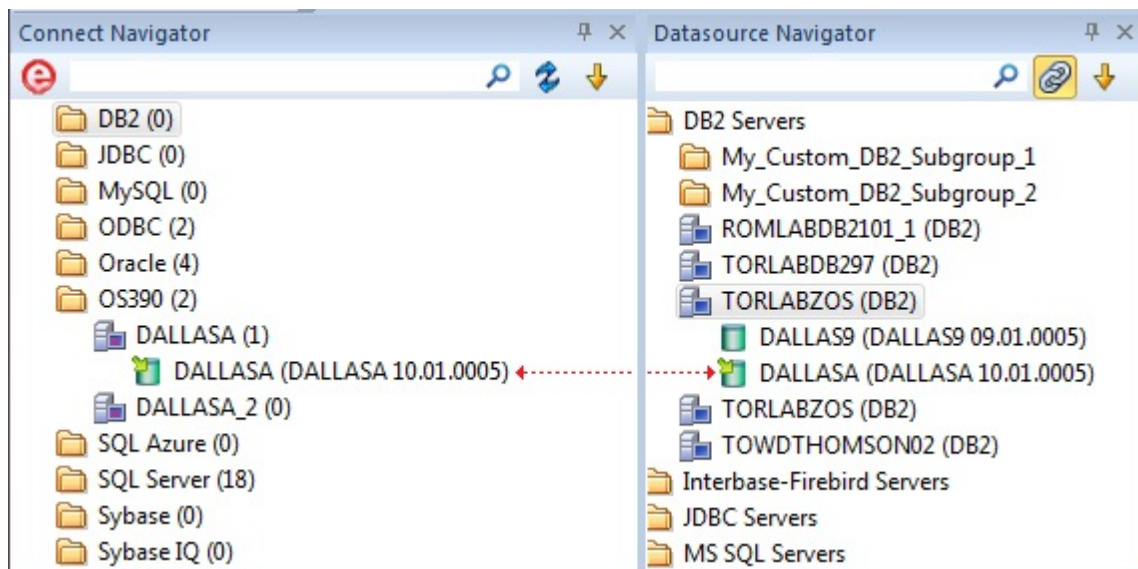 Connect Navigator
DB2 (0)
JDBC (0)
MySQL (0)
ODBC (2)
Oracle (4)
OS390 (2)
DALLASA (1)
DALLASA (DALLASA 10.01.0005)
DALLASA_2 (0)
SQL Azure (0)
SQL Server (18)
Sybase (0)
Sybase IQ (0)
Datasource Navigator
DB2 Servers
My_Custom_DB2_Subgroup_1
My_Custom_DB2_Subgroup_2
ROMLABDB2101_1 (DB2)
TORLABDB297 (DB2)
TORLABZOS (DB2)
DALLAS9 (DALLAS9 09.01.0005)
DALLASA (DALLASA 10.01.0005)
TORLABZOS (DB2)
TOWDTHOMSON02 (DB2)
Interbase-Firebird Servers
JDBC Servers
MS SQL Servers